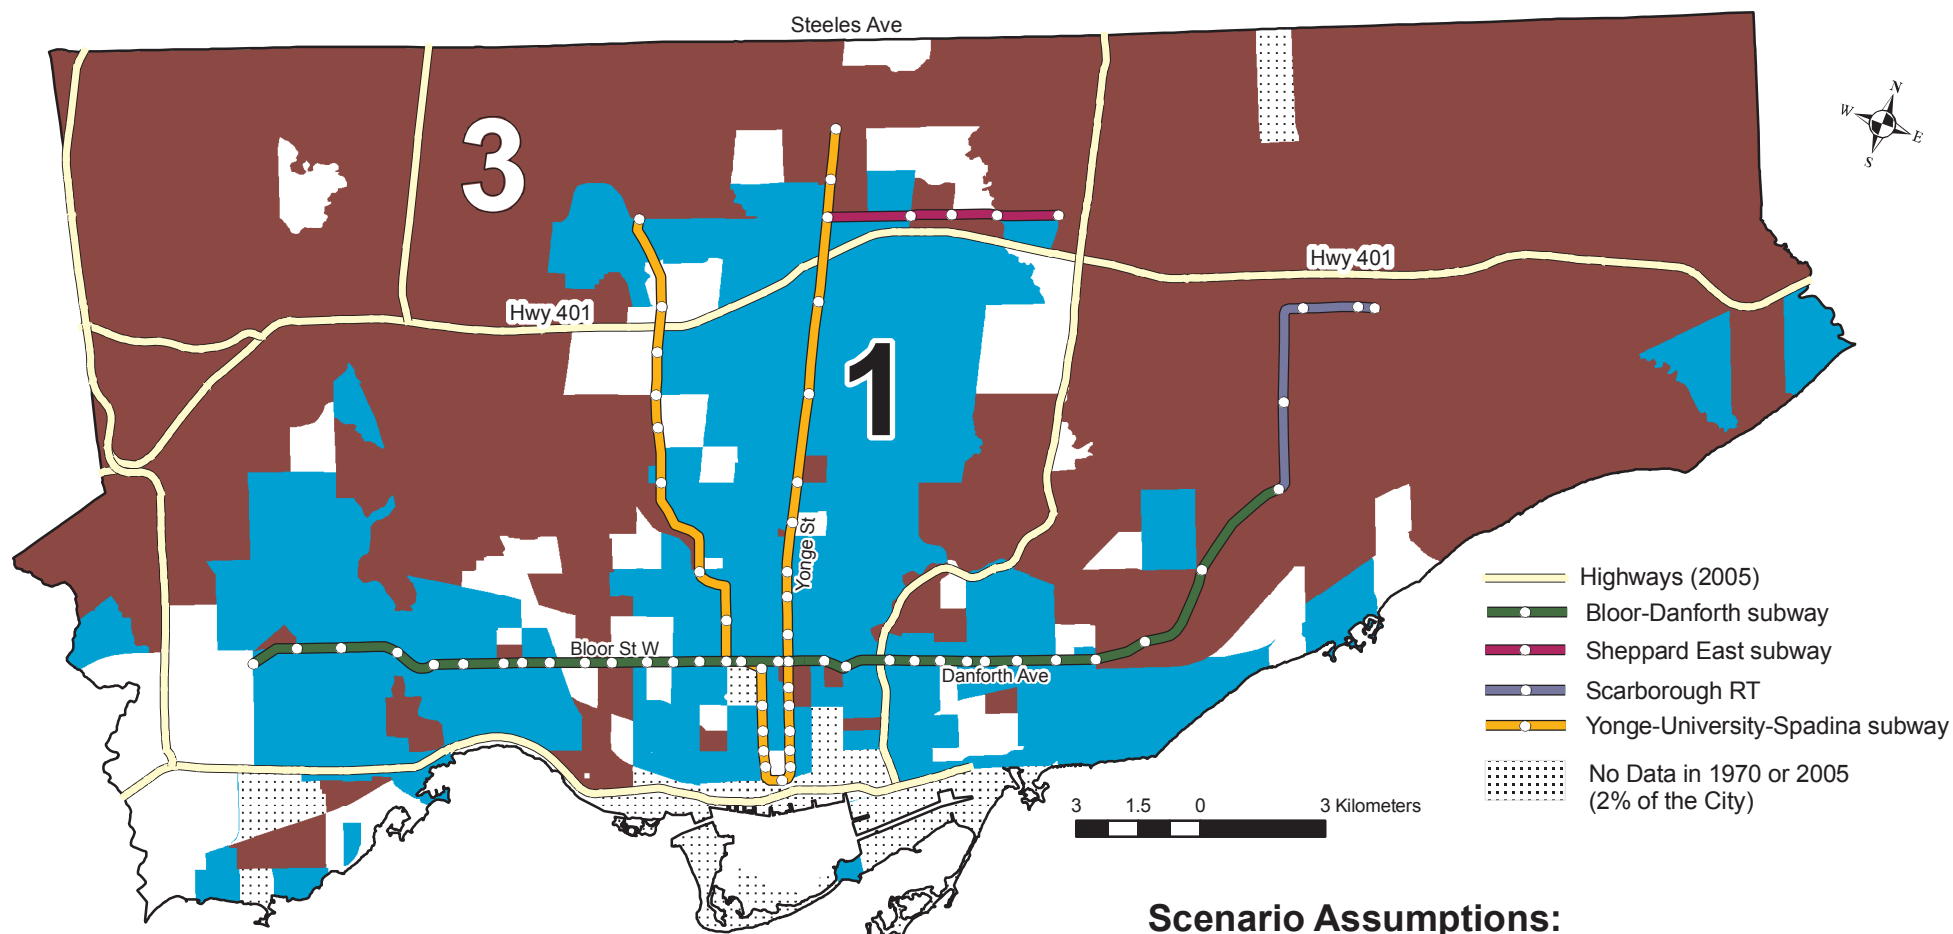 Steeles Ave
3
N
W
E
S
Hwy 401
Hwy 401
1
Yonge St
Bloor St W
Danforth Ave
Highways (2005)
Bloor-Danforth subway
Sheppard East subway
Scarborough RT
Yonge-University-Spadina subway
No Data in 1970 or 2005
(2% of the City)
3 1.5 0 3 Kilometers
Scenario Assumptions: